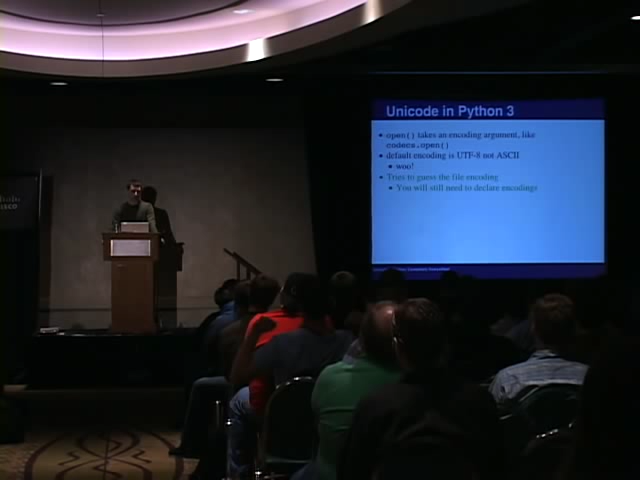 Unicode in Python 3
• open() takes an encoding argument, like
codecs.open()
• default encoding is UTF-8 not ASCII
• woo!
• Tries to guess the file encoding
• You will still need to declare encodings